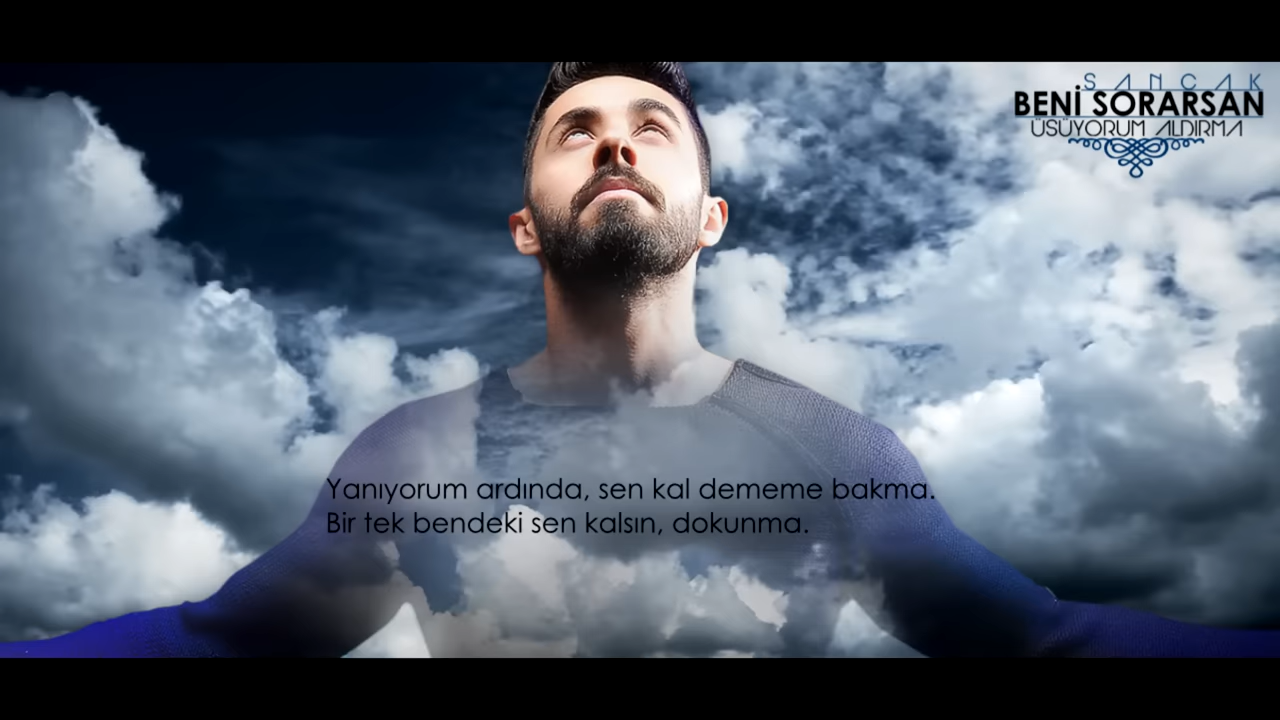 SANCAK
BENİ SORARSAN
ÜŞÜYORUM ALDIRMA
Yanıyorum ardında, sen kal dememe bakma.
Bir tek bendeki sen kalsın, dokunma.